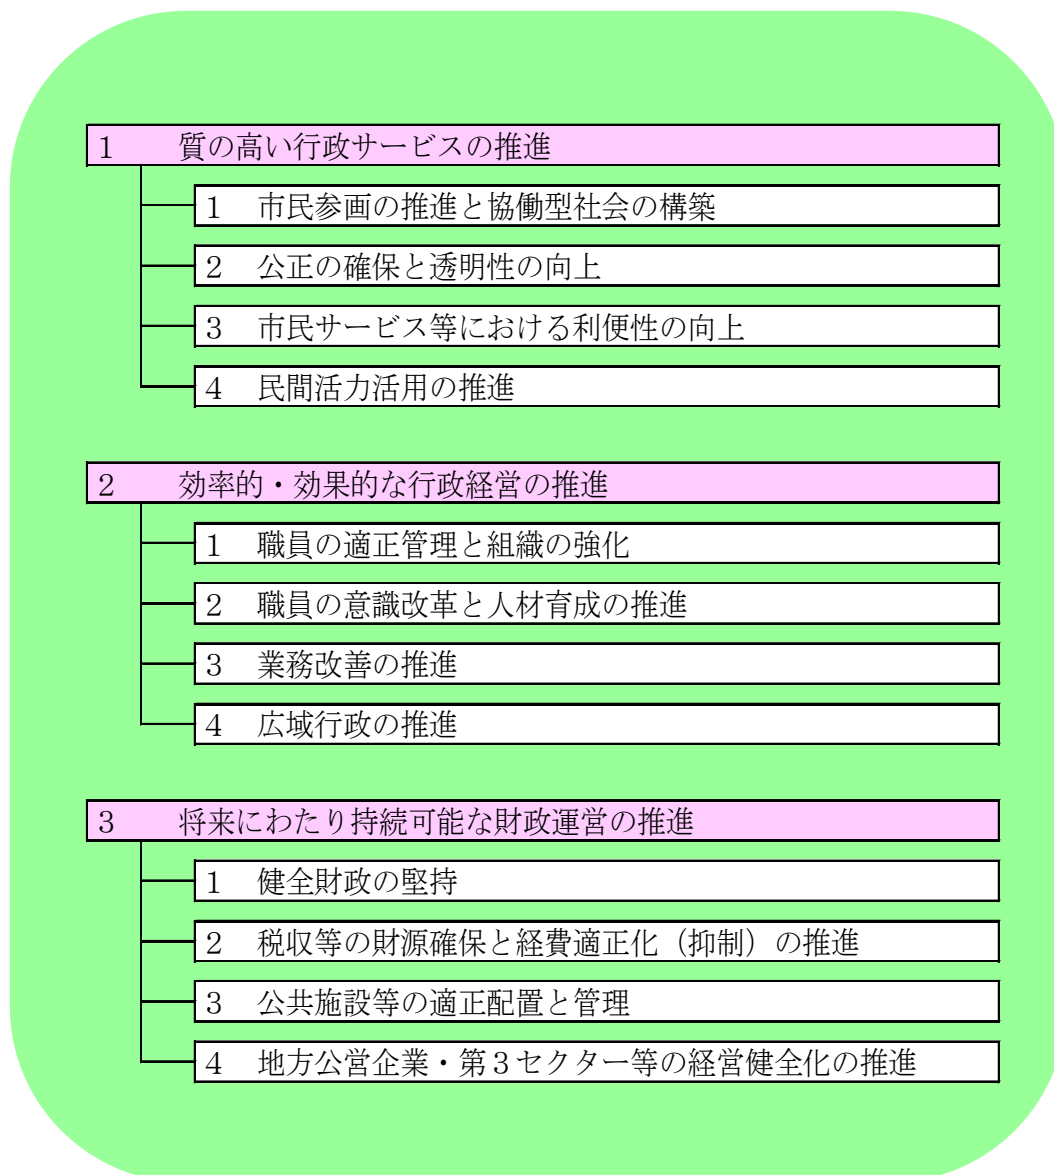 １　質の高い行政サービスの推進
１　市民参画の推進と協働型社会の構築
２　公正の確保と透明性の向上
３　市民サービス等における利便性の向上
４　民間活力活用の推進
２　効率的・効果的な行政経営の推進
１　職員の適正管理と組織の強化
２　職員の意識改革と人材育成の推進
３　業務改善の推進
４　広域行政の推進
３　将来にわたり持続可能な財政運営の推進
１　健全財政の堅持
２　税収等の財源確保と経費適正化（抑制）の推進
３　公共施設等の適正配置と管理
４　地方公営企業・第３セクター等の経営健全化の推進